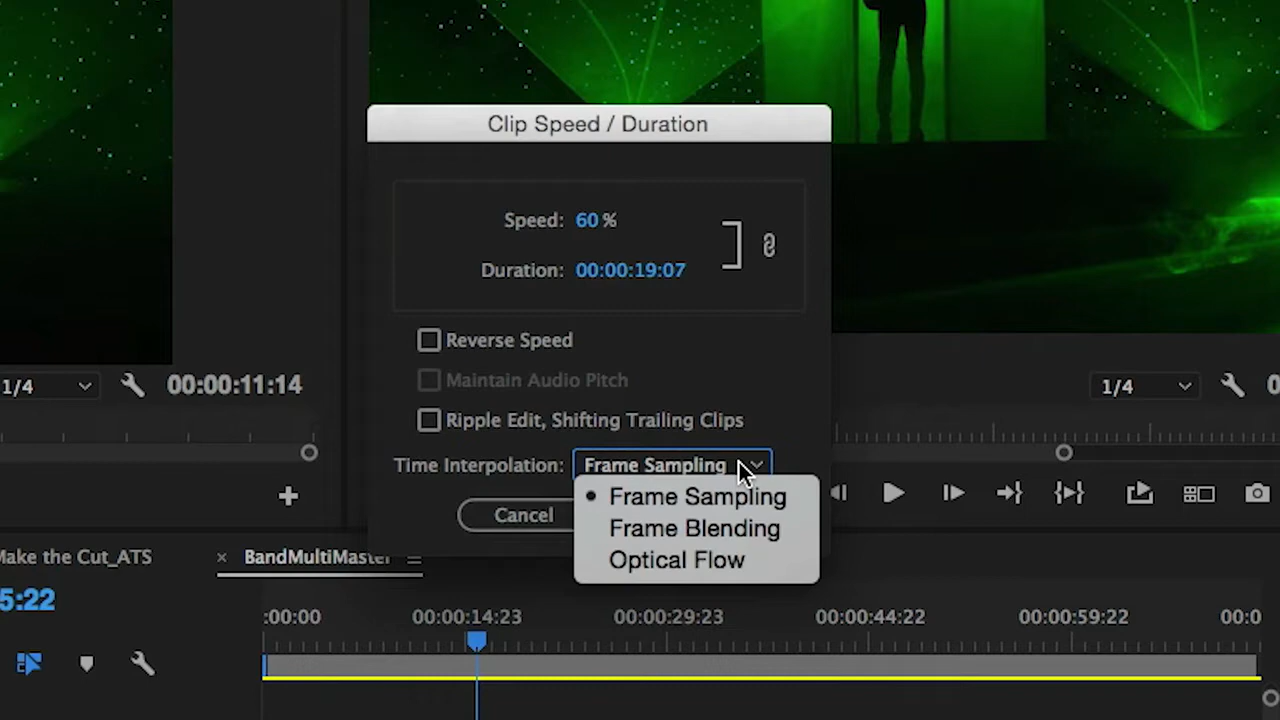 Clip Speed / Duration
Speed: 60 %
Duration: 00:00:19:07
Reverse Speed
Maintain Audio Pitch
Ripple Edit, Shifting Trailing Clips
1/4
00:00:11:14
1/4
Time Interpolation: Frame Sampling
Frame Sampling
Frame Blending
Optical Flow
Cancel
Make the Cut_ATS
BandMultiMaster
5:22
:00:00
00:00:14:23
00:00:29:23
00:00:44:22
00:00:59:22
00:0